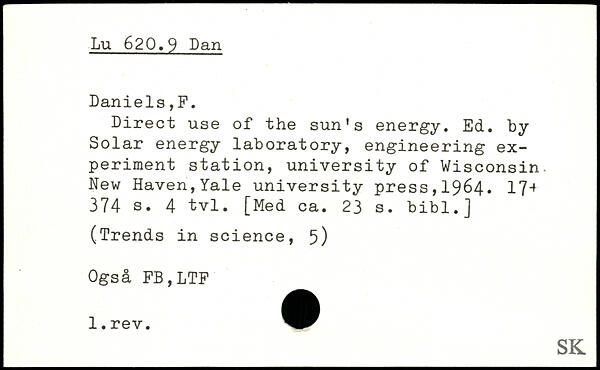 Lu 620.9 Dan
Daniels,F.
Direct use of the sun's energy. Ed. by
Solar energy laboratory, engineering ex-
periment station, university of Wisconsin.
New Haven,Yale university press,1964. 17+
374 s. 4 tvl. [Med ca. 23 s. bibl.]
(Trends in science, 5)
Også FB,LTF
1.rev.
SK